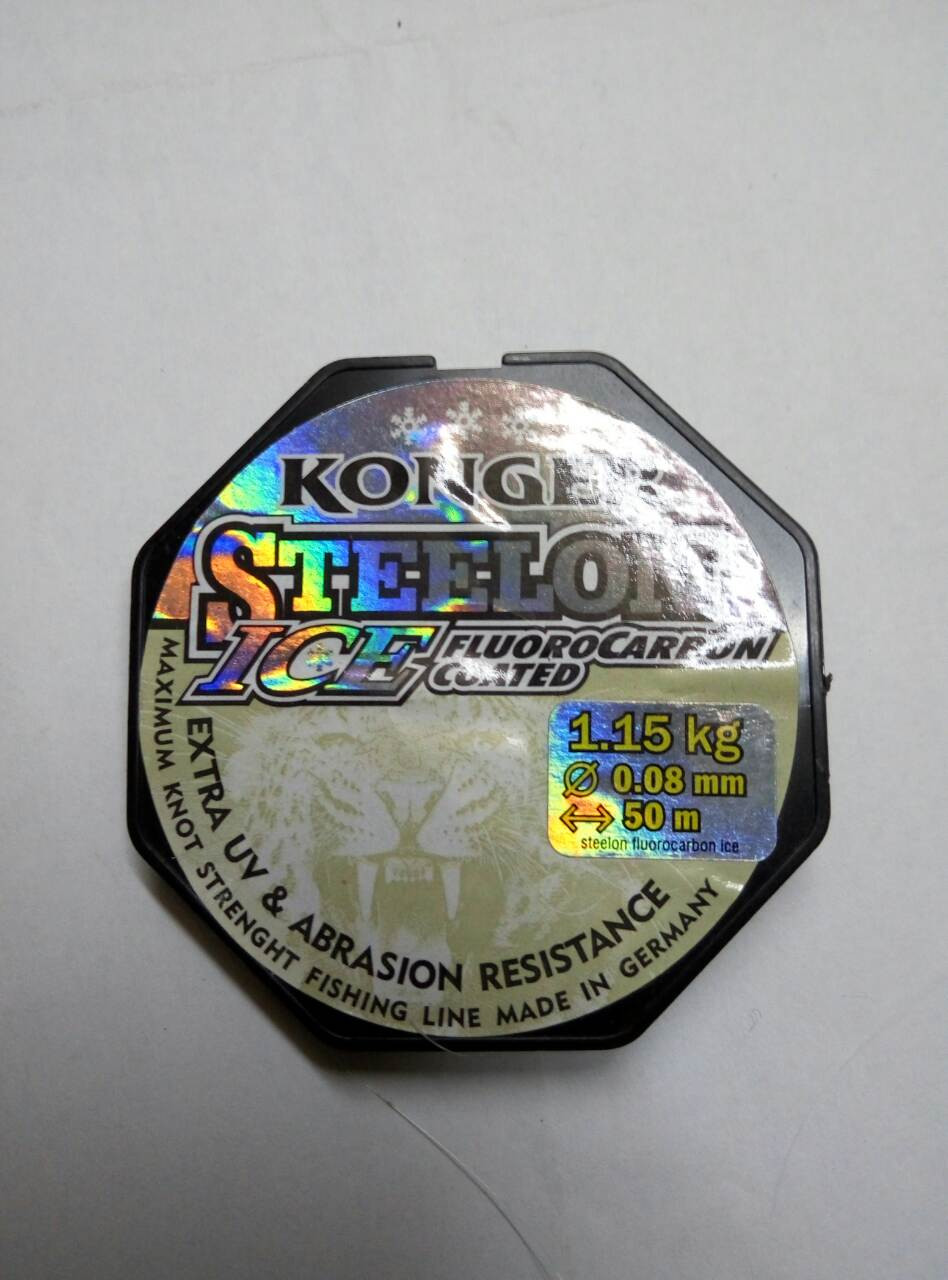 KONGER
STEELON
ICE FLUOROCARBON
COATED
1.15 kg
Ø 0.08 mm
↔ 50 m
steelon fluorocarbon ice
EXTRA UV & ABRASION RESISTANCE
MAXIMUM KNOT STRENGHT FISHING LINE MADE IN GERMANY